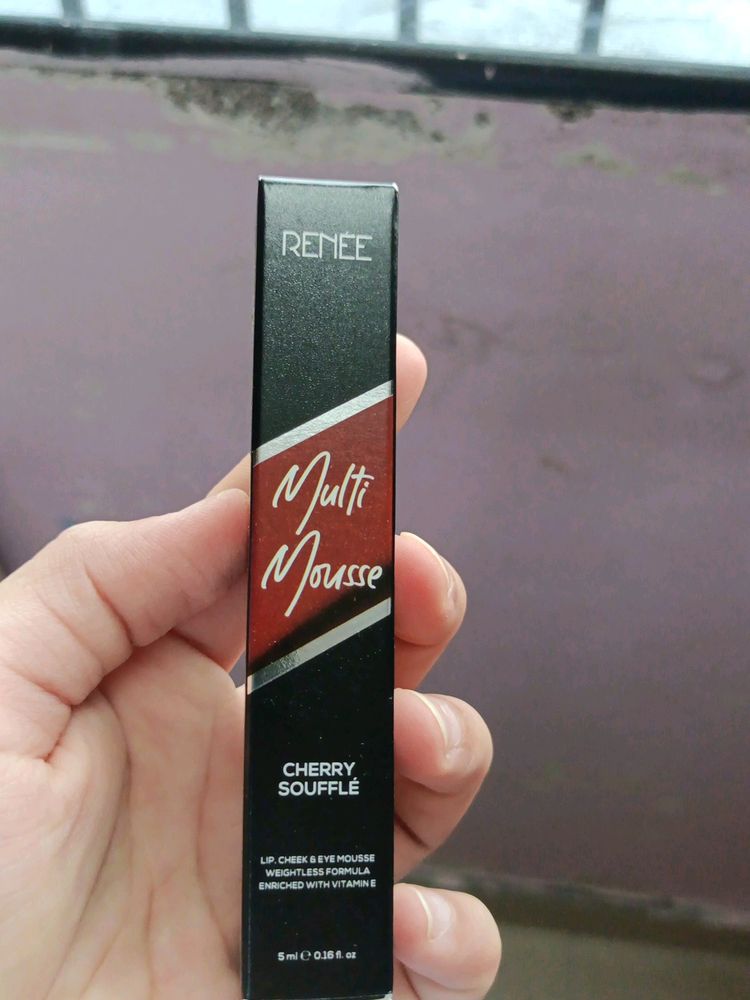 RENÉE
Multi
Mousse
CHERRY
SOUFFLÉ
LIP, CHEEK & EYE MOUSSE
WEIGHTLESS FORMULA
ENRICHED WITH VITAMIN E
5 ml ℮ 0.16 fl. oz